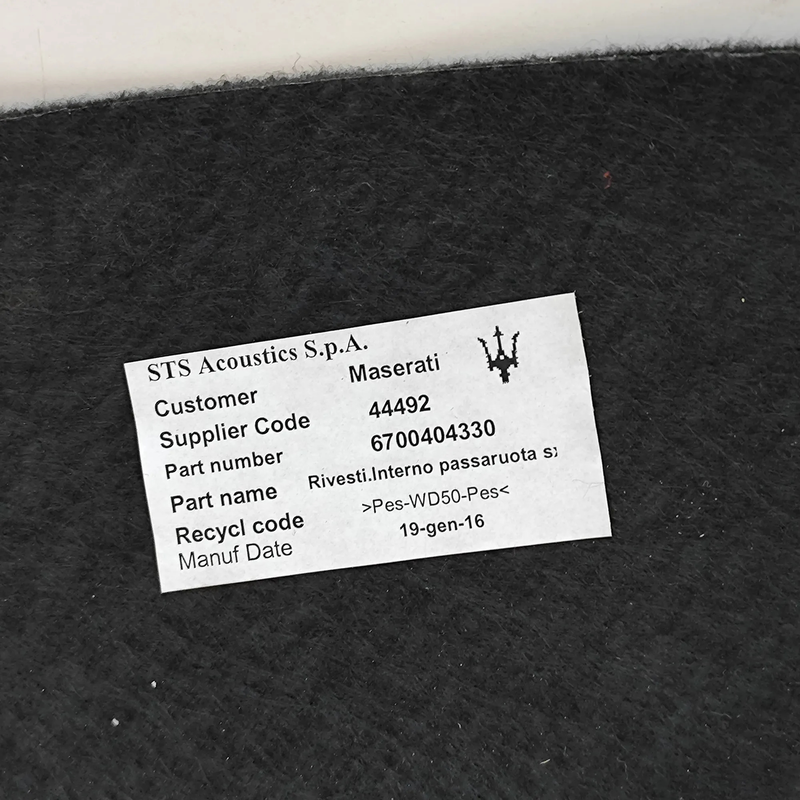 STS Acoustics S.p.A.
Customer Maserati
Supplier Code 44492
Part number 6700404330
Part name Rivesti.Interno passaruota
Recycl code >Pes-WD50-Pes<
Manuf Date 19-gen-16